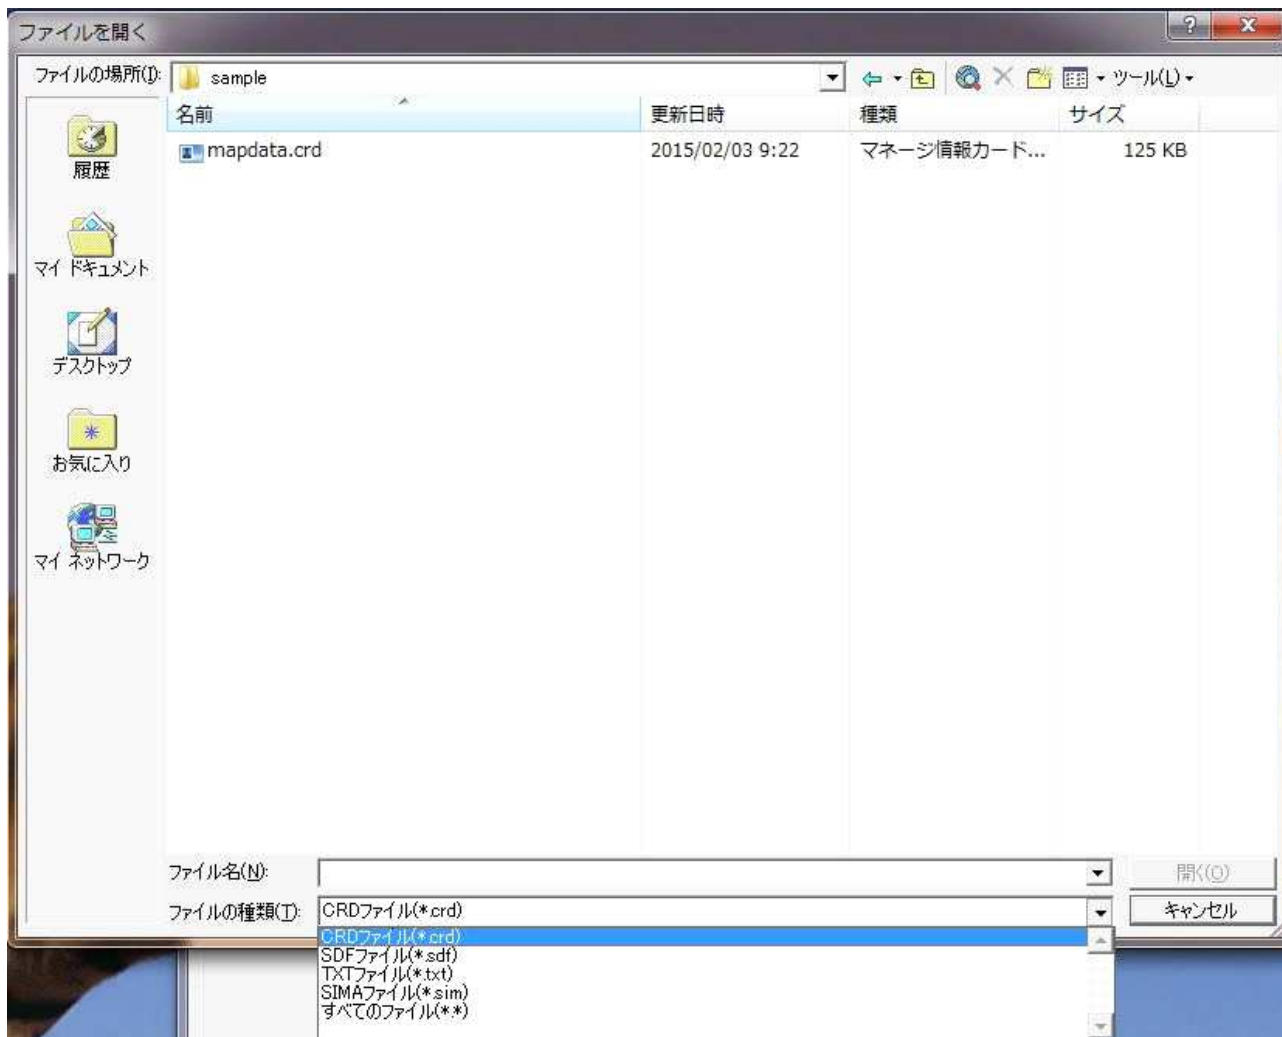 ファイルを開く
ファイルの場所(I): sample ツール(L)
名前 更新日時 種類 サイズ
mapdata.crd 2015/02/03 9:22 マネージ情報カード... 125 KB
履歴
マイ ドキュメント
デスクトップ
お気に入り
マイ ネットワーク
ファイル名(N): 開く(O)
ファイルの種類(T): CRDファイル(*.crd) キャンセル
CRDファイル(*.crd)
SDFファイル(*.sdf)
TXTファイル(*.txt)
SIMAファイル(*.sim)
すべてのファイル(*.*)